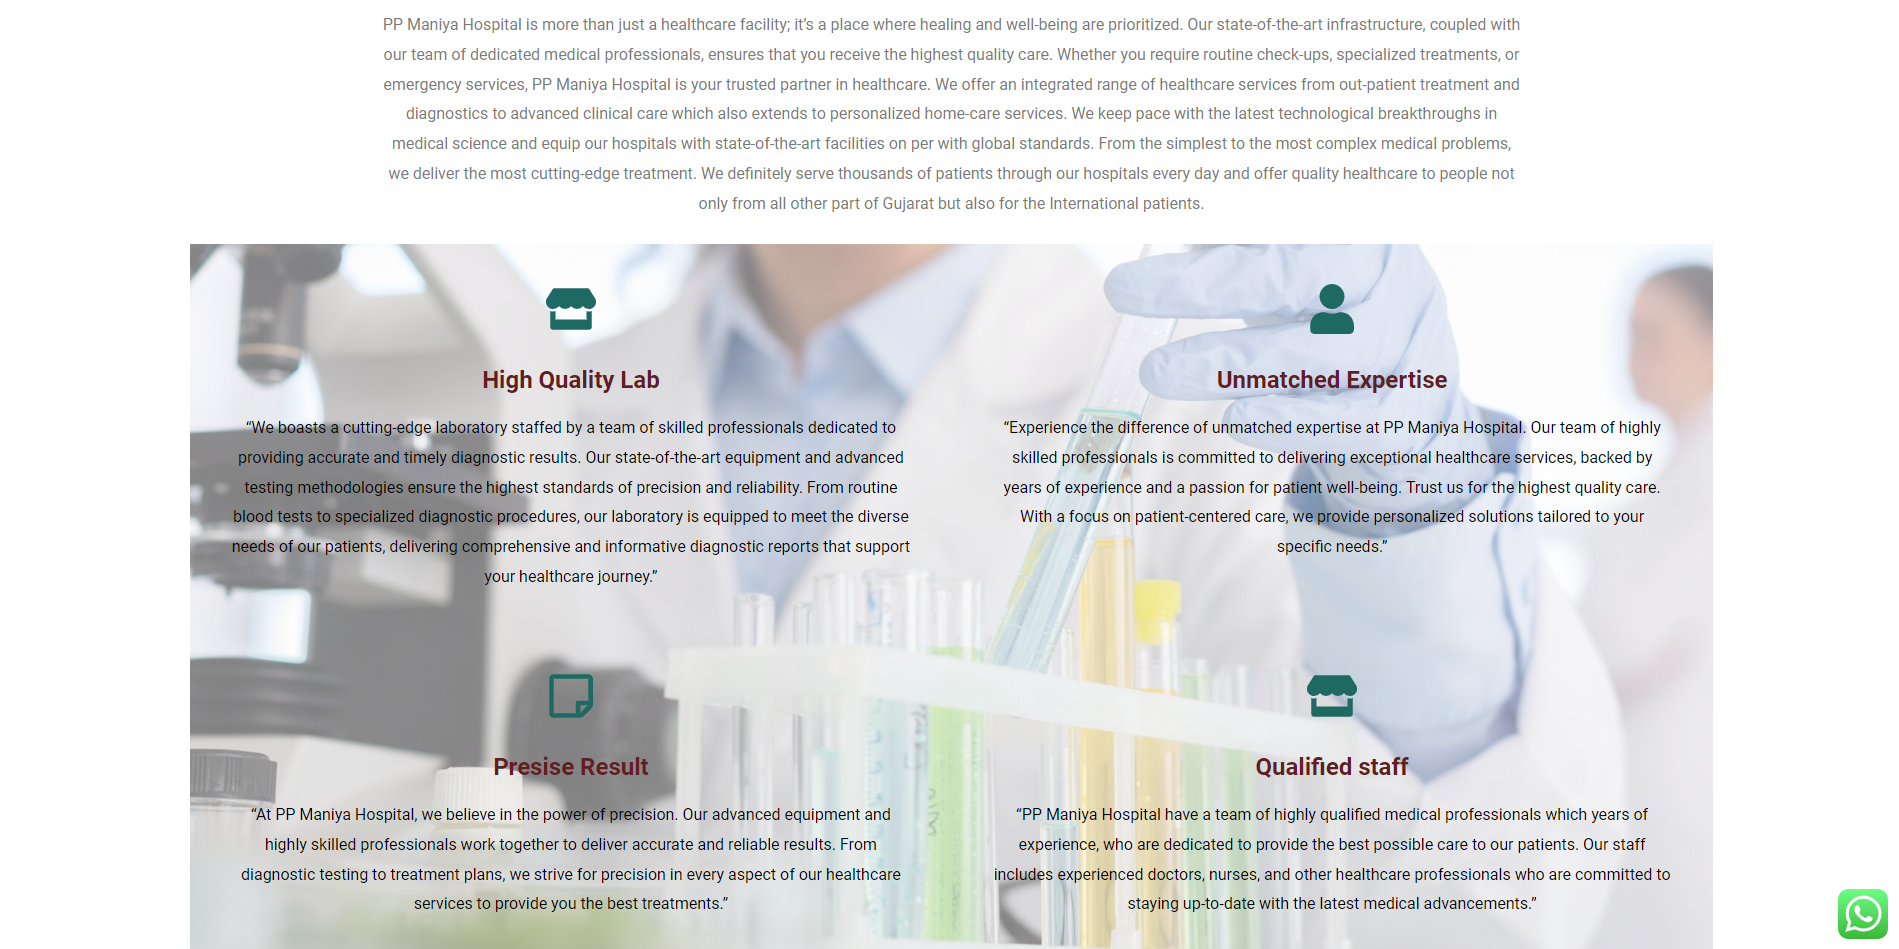 PP Maniya Hospital is more than just a healthcare facility; it’s a place where healing and well-being are prioritized. Our state-of-the-art infrastructure, coupled with
our team of dedicated medical professionals, ensures that you receive the highest quality care. Whether you require routine check-ups, specialized treatments, or
emergency services, PP Maniya Hospital is your trusted partner in healthcare. We offer an integrated range of healthcare services from out-patient treatment and
diagnostics to advanced clinical care which also extends to personalized home-care services. We keep pace with the latest technological breakthroughs in
medical science and equip our hospitals with state-of-the-art facilities on per with global standards. From the simplest to the most complex medical problems,
we deliver the most cutting-edge treatment. We definitely serve thousands of patients through our hospitals every day and offer quality healthcare to people not
only from all other part of Gujarat but also for the International patients.
High Quality Lab
“We boasts a cutting-edge laboratory staffed by a team of skilled professionals dedicated to
providing accurate and timely diagnostic results. Our state-of-the-art equipment and advanced
testing methodologies ensure the highest standards of precision and reliability. From routine
blood tests to specialized diagnostic procedures, our laboratory is equipped to meet the diverse
needs of our patients, delivering comprehensive and informative diagnostic reports that support
your healthcare journey.”
Unmatched Expertise
“Experience the difference of unmatched expertise at PP Maniya Hospital. Our team of highly
skilled professionals is committed to delivering exceptional healthcare services, backed by
years of experience and a passion for patient well-being. Trust us for the highest quality care.
With a focus on patient-centered care, we provide personalized solutions tailored to your
specific needs.”
Presise Result
“At PP Maniya Hospital, we believe in the power of precision. Our advanced equipment and
highly skilled professionals work together to deliver accurate and reliable results. From
diagnostic testing to treatment plans, we strive for precision in every aspect of our healthcare
services to provide you the best treatments.”
Qualified staff
“PP Maniya Hospital have a team of highly qualified medical professionals which years of
experience, who are dedicated to provide the best possible care to our patients. Our staff
includes experienced doctors, nurses, and other healthcare professionals who are committed to
staying up-to-date with the latest medical advancements.”